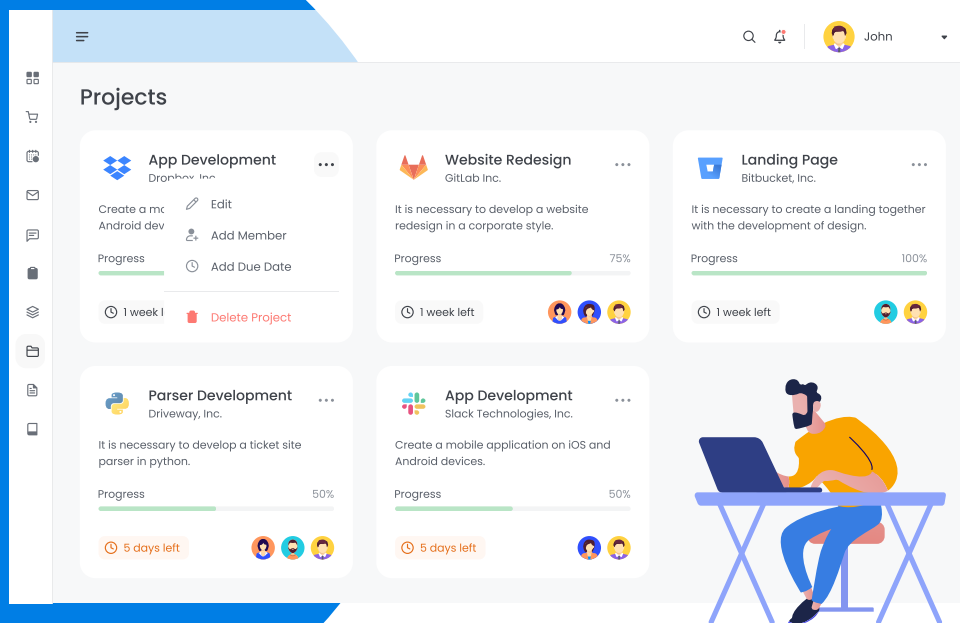 John
Projects
App Development
Dropbox, Inc.
Create a mo
Android dev
Progress
1 week l
Edit
Add Member
Add Due Date
Delete Project
Website Redesign
GitLab Inc.
It is necessary to develop a website
redesign in a corporate style.
Progress 75%
1 week left
Landing Page
Bitbucket, Inc.
It is necessary to create a landing together
with the development of design.
Progress 100%
1 week left
Parser Development
Driveway, Inc.
It is necessary to develop a ticket site
parser in python.
Progress 50%
5 days left
App Development
Slack Technologies, Inc.
Create a mobile application on iOS and
Android devices.
Progress 50%
5 days left